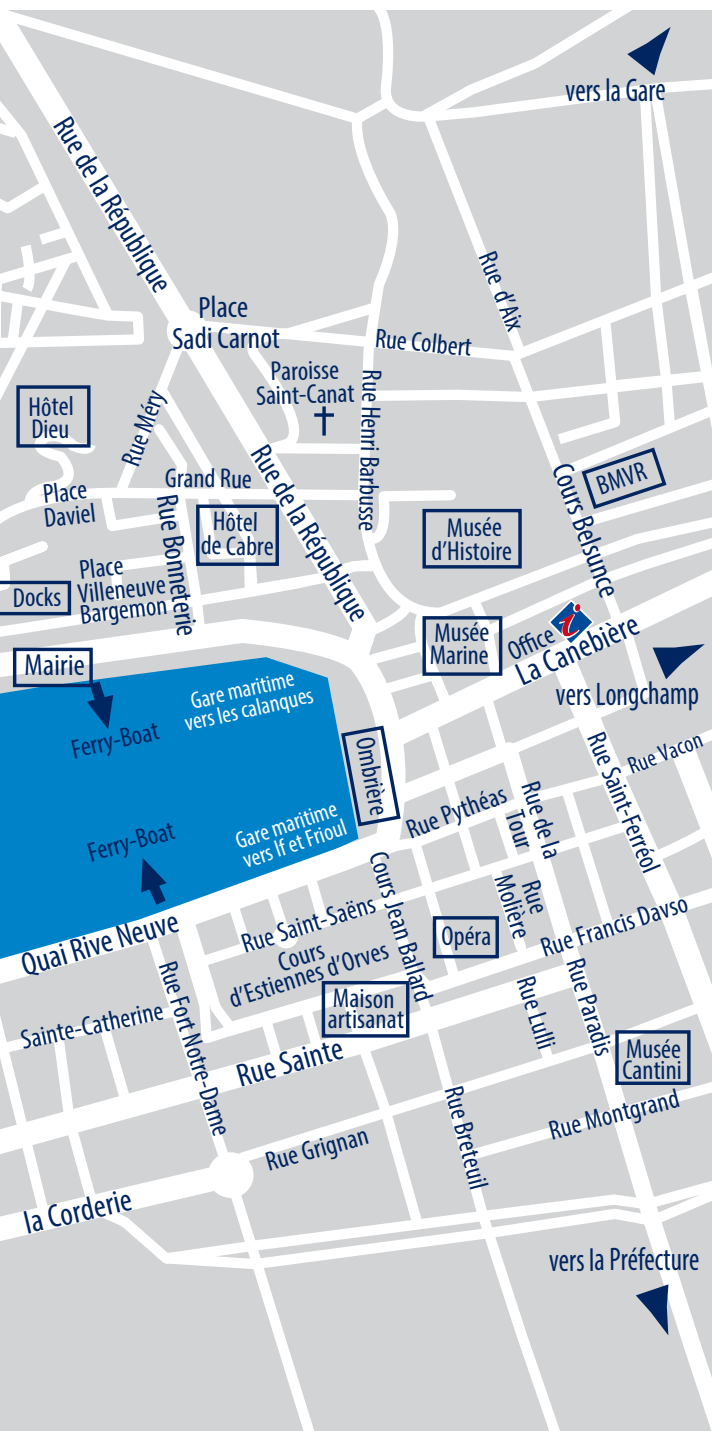 vers la Gare
Rue de la République
Rue d'Aix
Place
Sadi Carnot
Rue Colbert
Paroisse
Saint-Canat
Hôtel
Dieu
Rue Méry
Rue Henri Barbusse
Grand Rue
Rue de la République
Cours Belsunce
BMVR
Place
Daviel
Rue Bonneterie
Hôtel
de Cabre
Musée
d'Histoire
Docks
Place
Villeneuve
Bargemon
Musée
Marine
Office
i
La Canebière
Mairie
vers Longchamp
Gare maritime
vers les calanques
Ferry-Boat
Ombrière
Rue Saint-Ferréol
Rue Vacon
Rue Pythéas
Rue de la
Tour
Ferry-Boat
Gare maritime
vers If et Frioul
Cours Jean Ballard
Rue
Molière
Quai Rive Neuve
Rue Saint-Saëns
Cours
d'Estiennes d'Orves
Opéra
Rue Francis Davso
Rue Fort Notre-Dame
Maison
artisanat
Rue Lulli
Rue Paradis
Sainte-Catherine
Rue Sainte
Musée
Cantini
Rue Breteuil
Rue Montgrand
Rue Grignan
la Corderie
vers la Préfecture